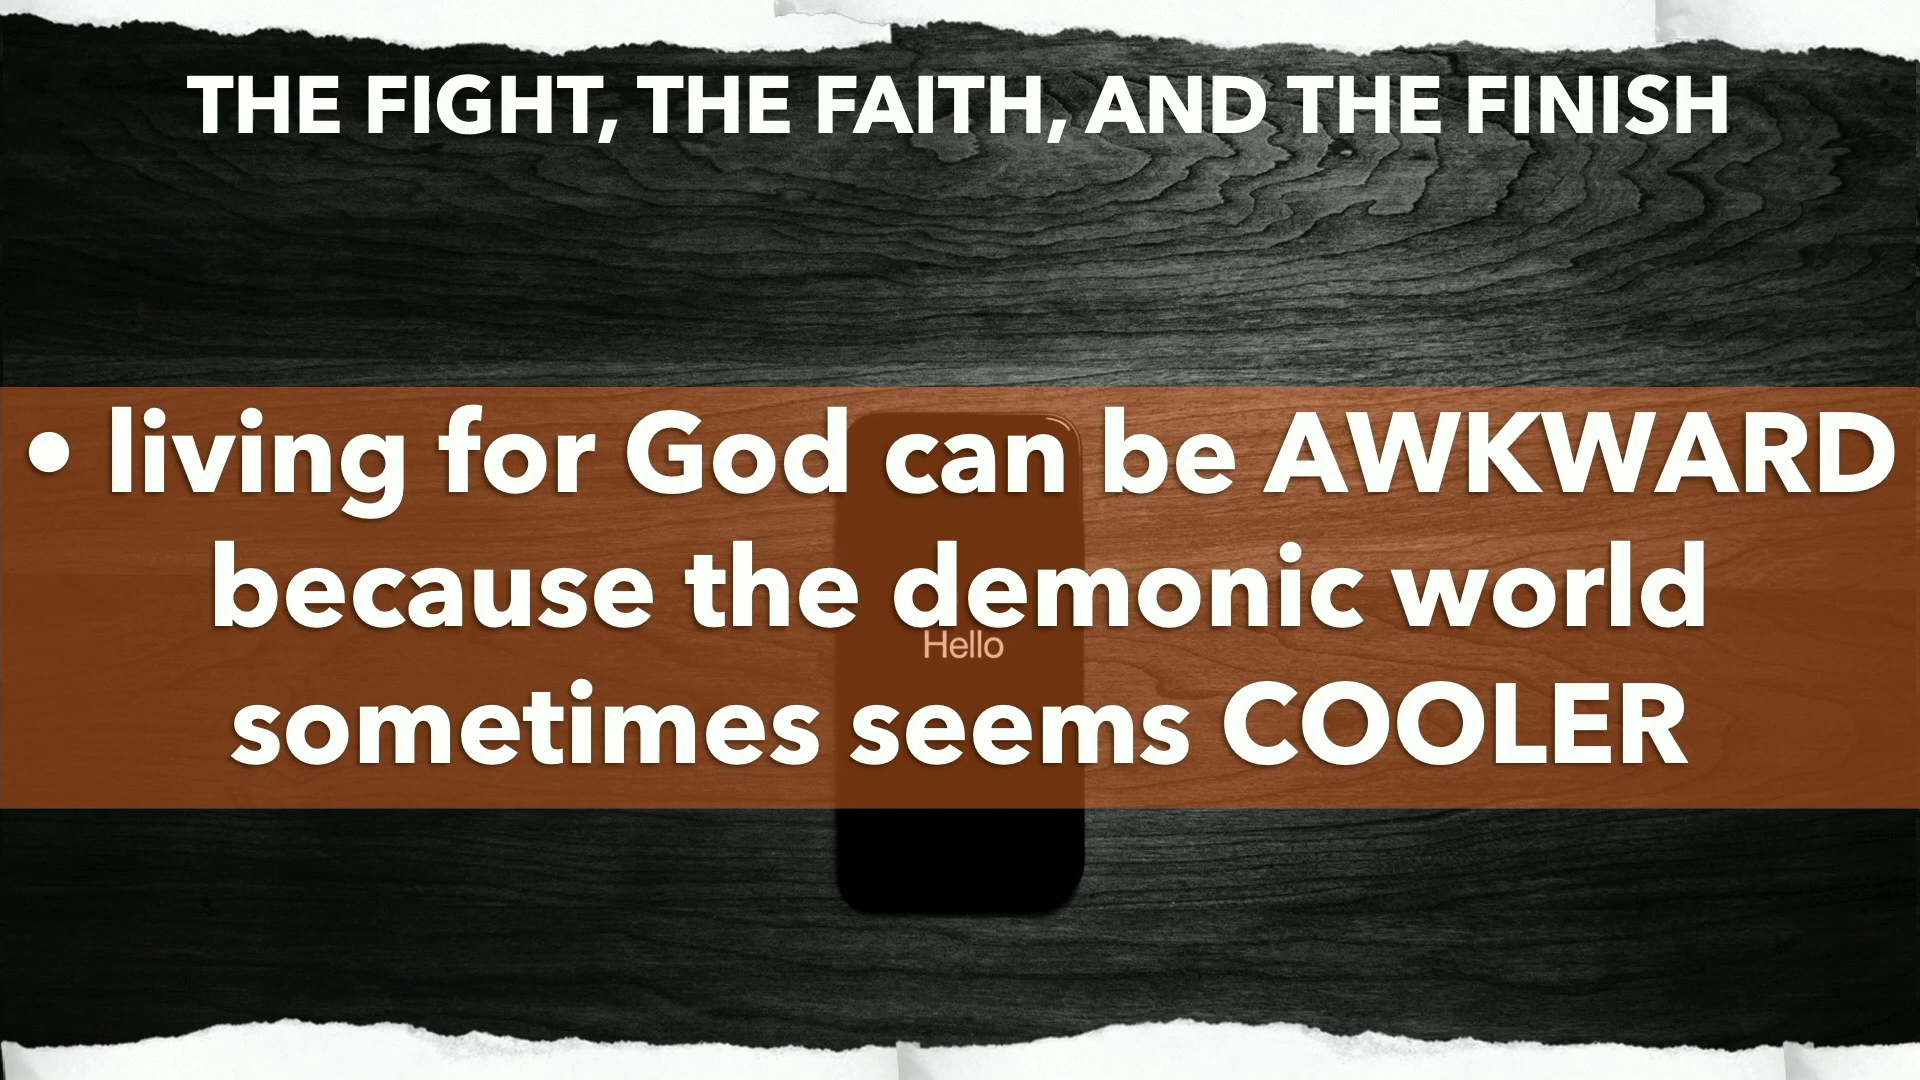 THE FIGHT, THE FAITH, AND THE FINISH
• living for God can be AWKWARD
because the demonic world
Hello
sometimes seems COOLER